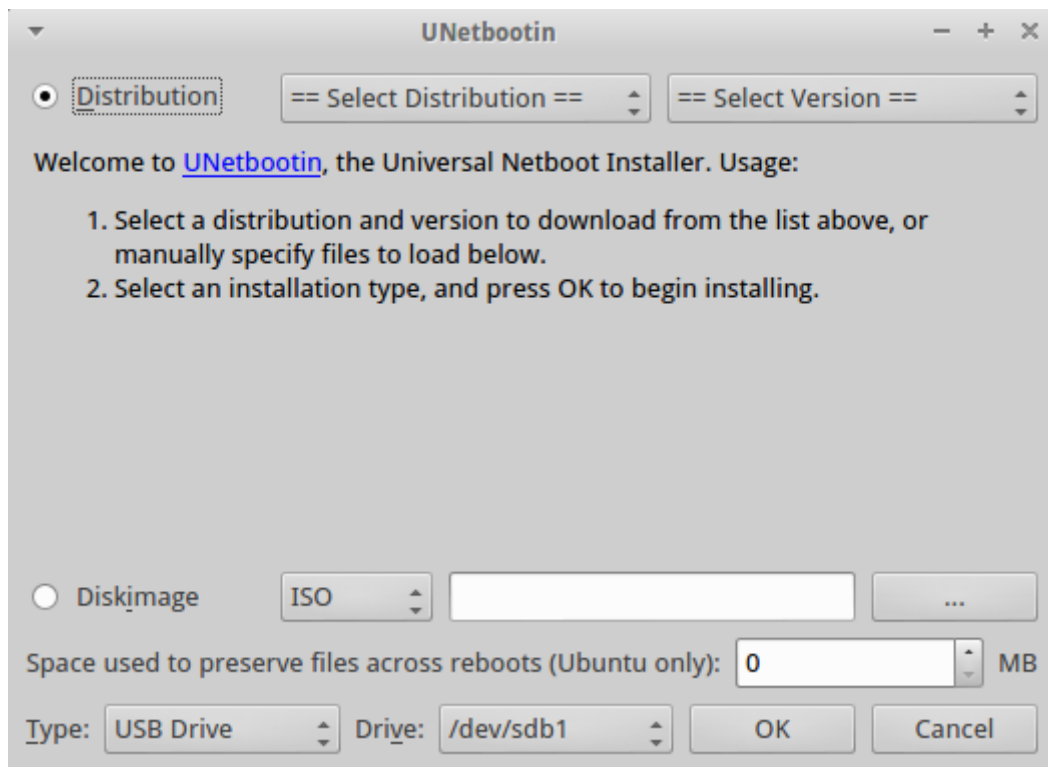 UNetbootin
Distribution == Select Distribution == == Select Version ==
Welcome to UNetbootin, the Universal Netboot Installer. Usage:
1. Select a distribution and version to download from the list above, or
manually specify files to load below.
2. Select an installation type, and press OK to begin installing.
Diskimage ISO ...
Space used to preserve files across reboots (Ubuntu only): 0 MB
Type: USB Drive Drive: /dev/sdb1 OK Cancel